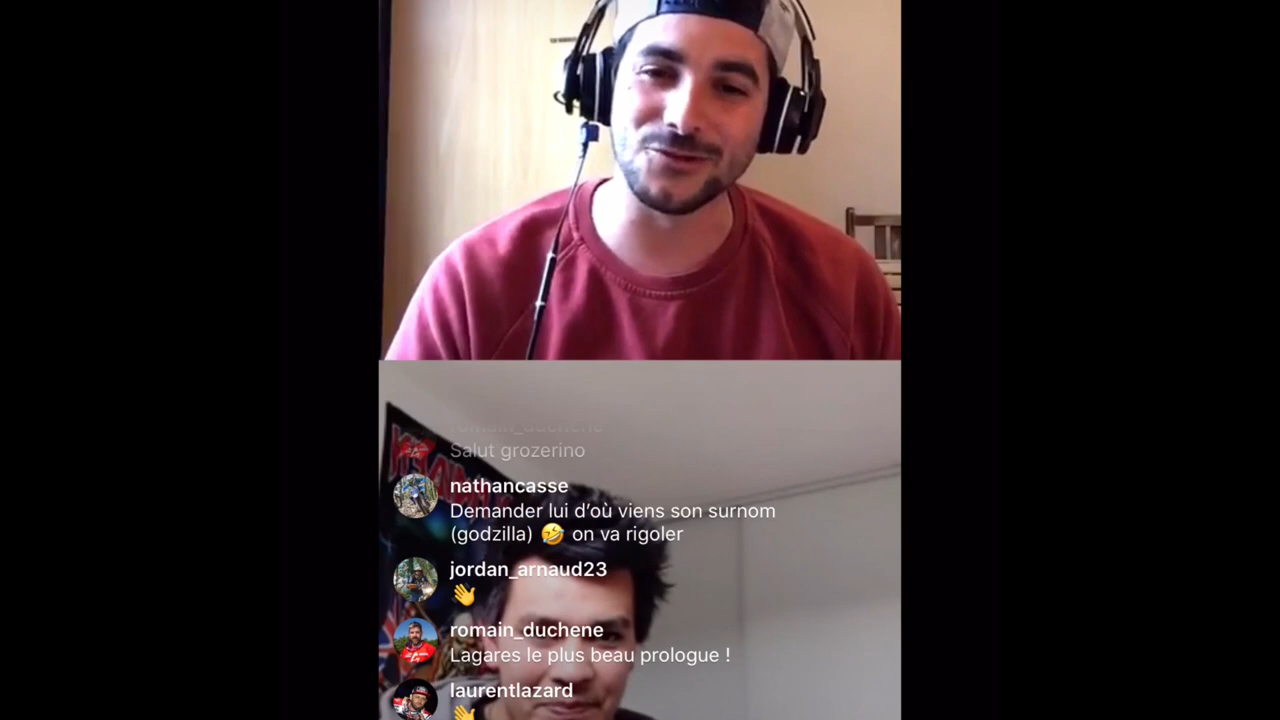 romain_duchene
Salut grozerino
nathancasse
Demander lui d'où viens son surnom
(godzilla) 🤣 on va rigoler
jordan_arnaud23
👋
romain_duchene
Lagares le plus beau prologue !
laurentlazard
👋